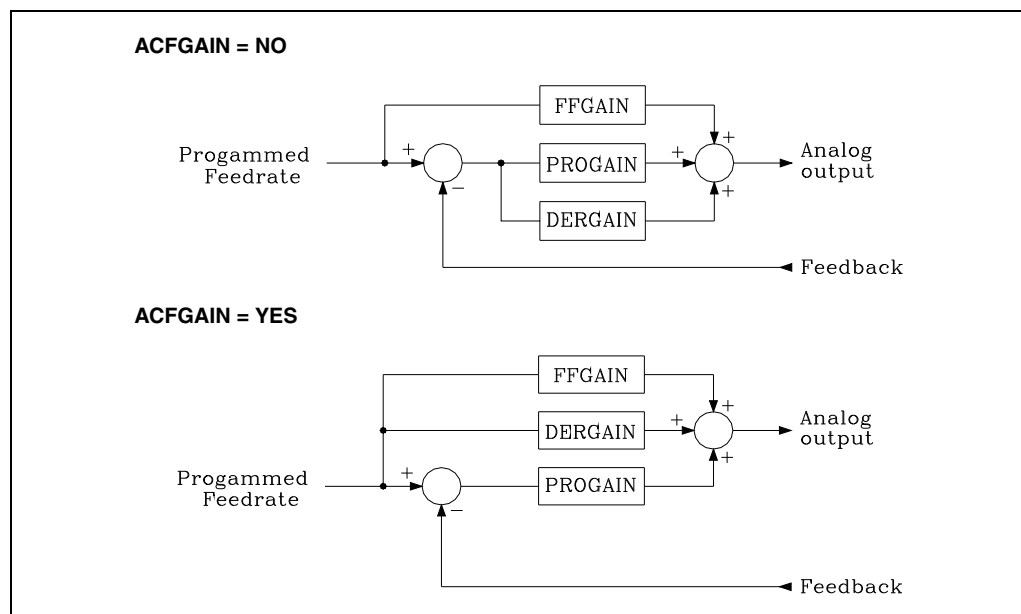 ACFGAIN = NO
FFGAIN
+
Progammed
Feedrate
+
−
PROGAIN
+
+
Analog
output
DERGAIN
Feedback
ACFGAIN = YES
FFGAIN
+
DERGAIN
+
+
Analog
output
Progammed
Feedrate
+
−
PROGAIN
Feedback